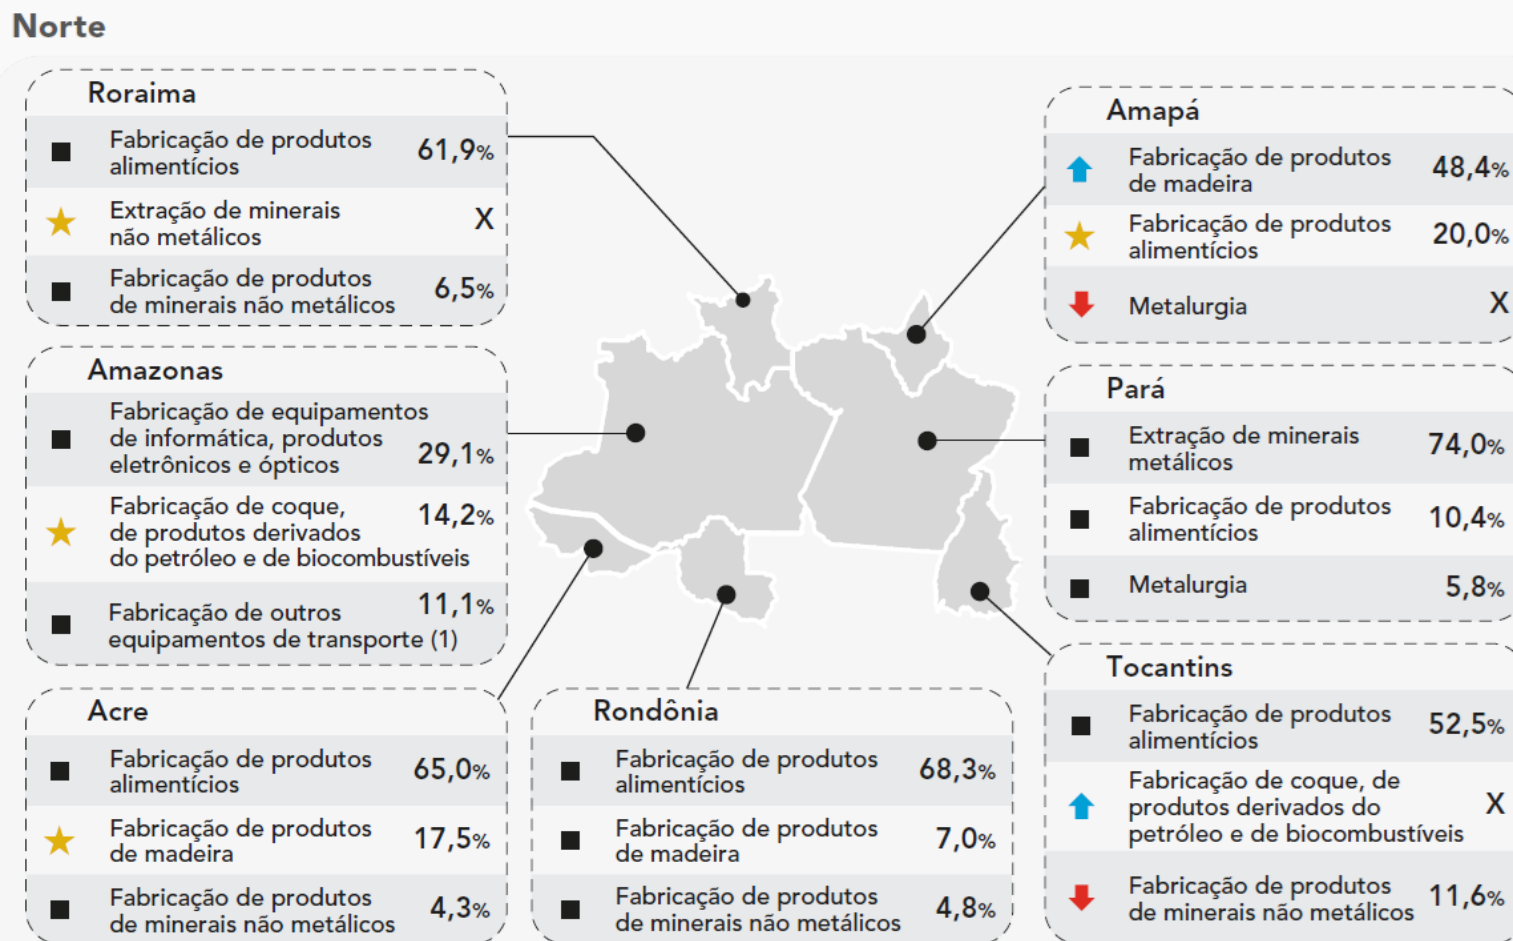 Norte
Roraima
Fabricação de produtos
alimentícios
61,9%
Extração de minerais
não metálicos
X
Fabricação de produtos
de minerais não metálicos
6,5%
Amazonas
Fabricação de equipamentos
de informática, produtos
eletrônicos e ópticos
29,1%
Fabricação de coque,
de produtos derivados
do petróleo e de biocombustíveis
14,2%
Fabricação de outros
equipamentos de transporte (1)
11,1%
Acre
Fabricação de produtos
alimentícios
65,0%
Fabricação de produtos
de madeira
17,5%
Fabricação de produtos
de minerais não metálicos
4,3%
Rondônia
Fabricação de produtos
alimentícios
68,3%
Fabricação de produtos
de madeira
7,0%
Fabricação de produtos
de minerais não metálicos
4,8%
Amapá
Fabricação de produtos
de madeira
48,4%
Fabricação de produtos
alimentícios
20,0%
Metalurgia
X
Pará
Extração de minerais
metálicos
74,0%
Fabricação de produtos
alimentícios
10,4%
Metalurgia
5,8%
Tocantins
Fabricação de produtos
alimentícios
52,5%
Fabricação de coque, de
produtos derivados do
petróleo e de biocombustíveis
X
Fabricação de produtos
de minerais não metálicos
11,6%